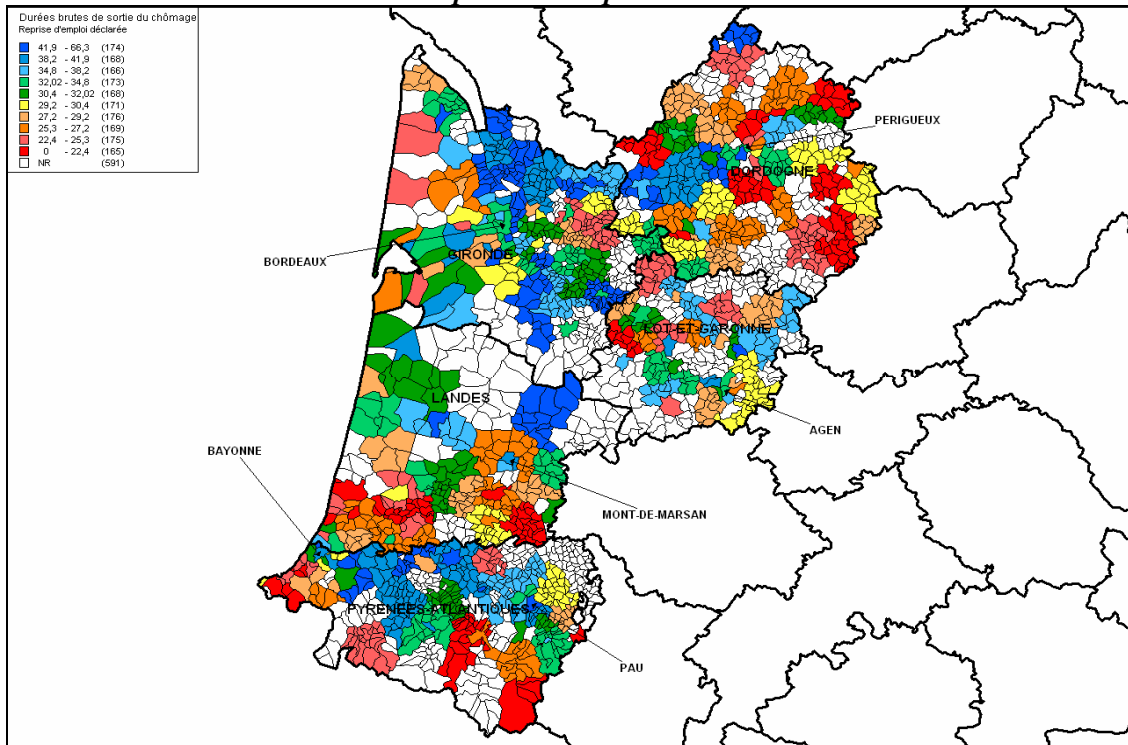 Durées brutes de sortie du chômage
Reprise d'emploi déclarée
41,9 - 66,3 (174)
38,2 - 41,9 (168)
34,8 - 38,2 (166)
32,02 - 34,8 (173)
30,4 - 32,02 (168)
29,2 - 30,4 (171)
27,2 - 29,2 (176)
25,3 - 27,2 (169)
22,4 - 25,3 (175)
0 - 22,4 (165)
NR (591)
PERIGUEUX
DORDOGNE
BORDEAUX
GIRONDE
LOT-ET-GARONNE
LANDES
AGEN
BAYONNE
MONT-DE-MARSAN
PYRENEES-ATLANTIQUES
PAU